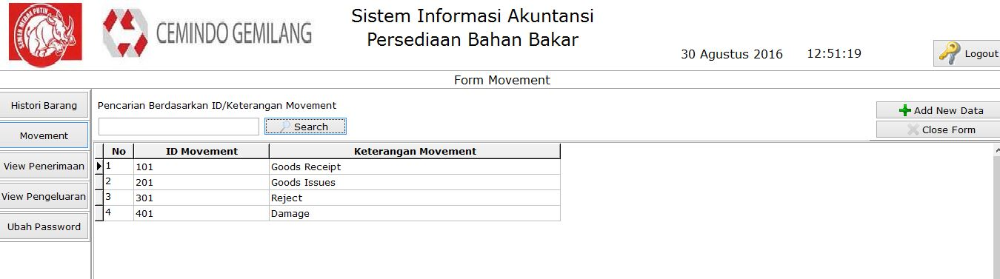 SEMEN MERAH PUTIH
CEMINDO GEMILANG
Sistem Informasi Akuntansi
Persediaan Bahan Bakar
30 Agustus 2016 12:51:19
Logout
Form Movement
Histori Barang
Movement
View Penerimaan
View Pengeluaran
Ubah Password
Pencarian Berdasarkan ID/Keterangan Movement
Search
Add New Data
Close Form
No ID Movement Keterangan Movement
1 101 Goods Receipt
2 201 Goods Issues
3 301 Reject
4 401 Damage